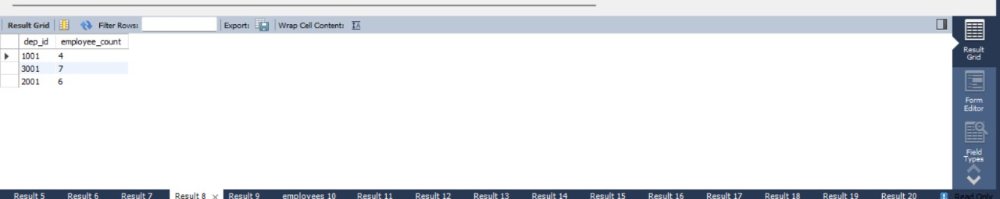 Result Grid Filter Rows: Export: Wrap Cell Content: IA
dep_id employee_count
1001 4
3001 7
2001 6
Result
Grid
Form
Editor
Field
Types
Result 5 Result 6 Result 7 Result 8 × Result 9 employees 10 Result 11 Result 12 Result 13 Result 14 Result 15 Result 16 Result 17 Result 18 Result 19 Result 20 Read Only